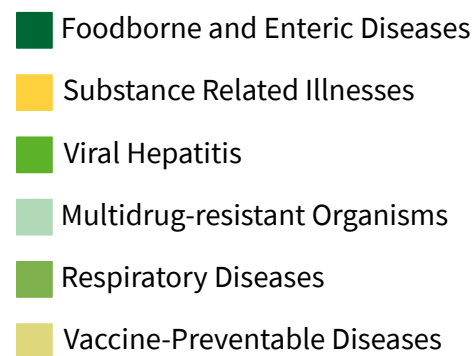 Foodborne and Enteric Diseases
Substance Related Illnesses
Viral Hepatitis
Multidrug-resistant Organisms
Respiratory Diseases
Vaccine-Preventable Diseases